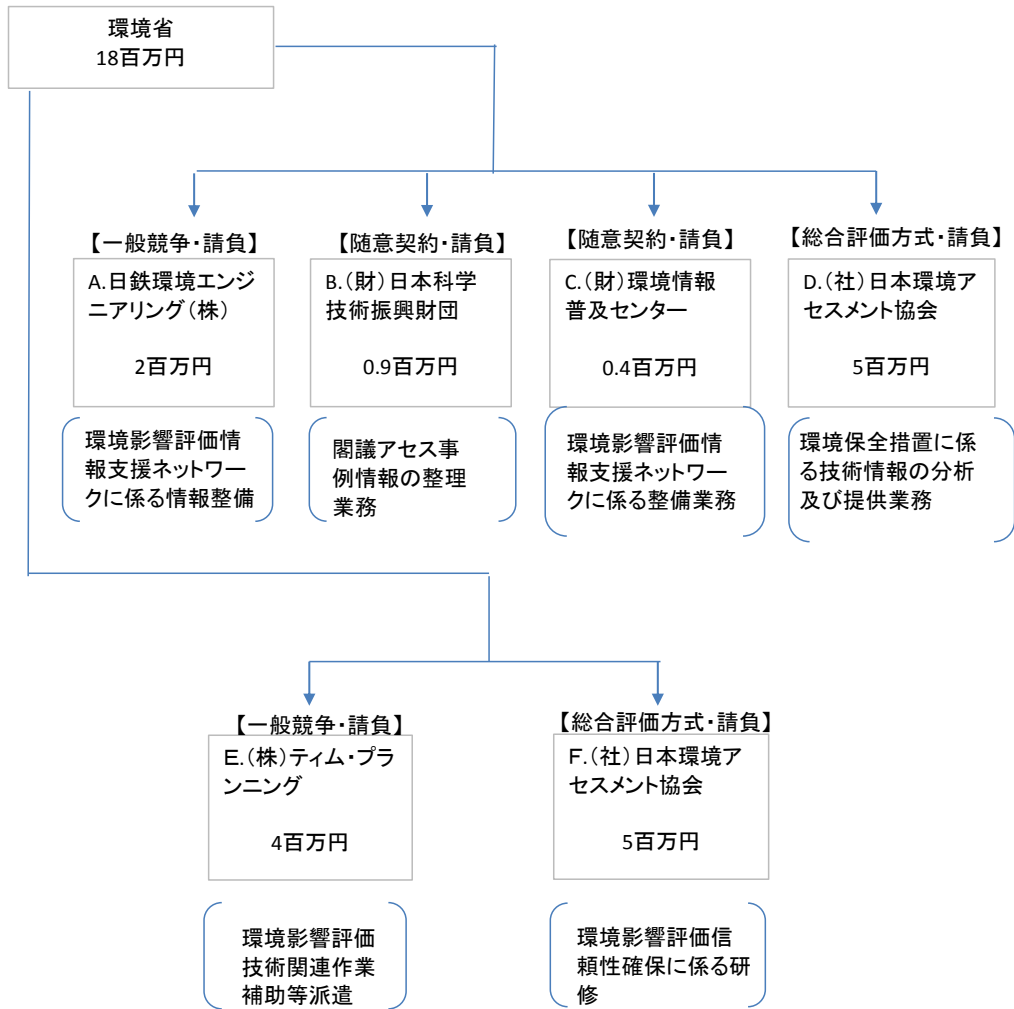 環境省
18百万円
【一般競争・請負】
A.日鉄環境エンジ
ニアリング（株）
2百万円
環境影響評価情
報支援ネットワー
クに係る情報整備
【随意契約・請負】
B.（財）日本科学
技術振興財団
0.9百万円
閣議アセス事
例情報の整理
業務
【随意契約・請負】
C.（財）環境情報
普及センター
0.4百万円
環境影響評価情
報支援ネットワー
クに係る整備業務
【総合評価方式・請負】
D.（社）日本環境ア
セスメント協会
5百万円
環境保全措置に係
る技術情報の分析
及び提供業務
【一般競争・請負】
E.（株）ティム・プラ
ンニング
4百万円
環境影響評価
技術関連作業
補助等派遣
【総合評価方式・請負】
F.（社）日本環境ア
セスメント協会
5百万円
環境影響評価信
頼性確保に係る研
修